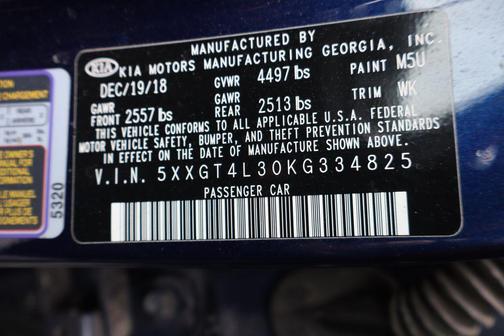 MANUFACTURED BY
KIA KIA MOTORS MANUFACTURING GEORGIA, INC.
DEC/19/18 GVWR 4497 lbs PAINT M5U
GAWR FRONT 2557 lbs GAWR REAR 2513 lbs TRIM WK
THIS VEHICLE CONFORMS TO ALL APPLICABLE U.S.A. FEDERAL
MOTOR VEHICLE SAFETY, BUMPER, AND THEFT PREVENTION STANDARDS
IN EFFECT ON THE DATE OF MANUFACTURE SHOWN ABOVE.
V.I.N. 5XXGT4L30KG334825
PASSENGER CAR
5320